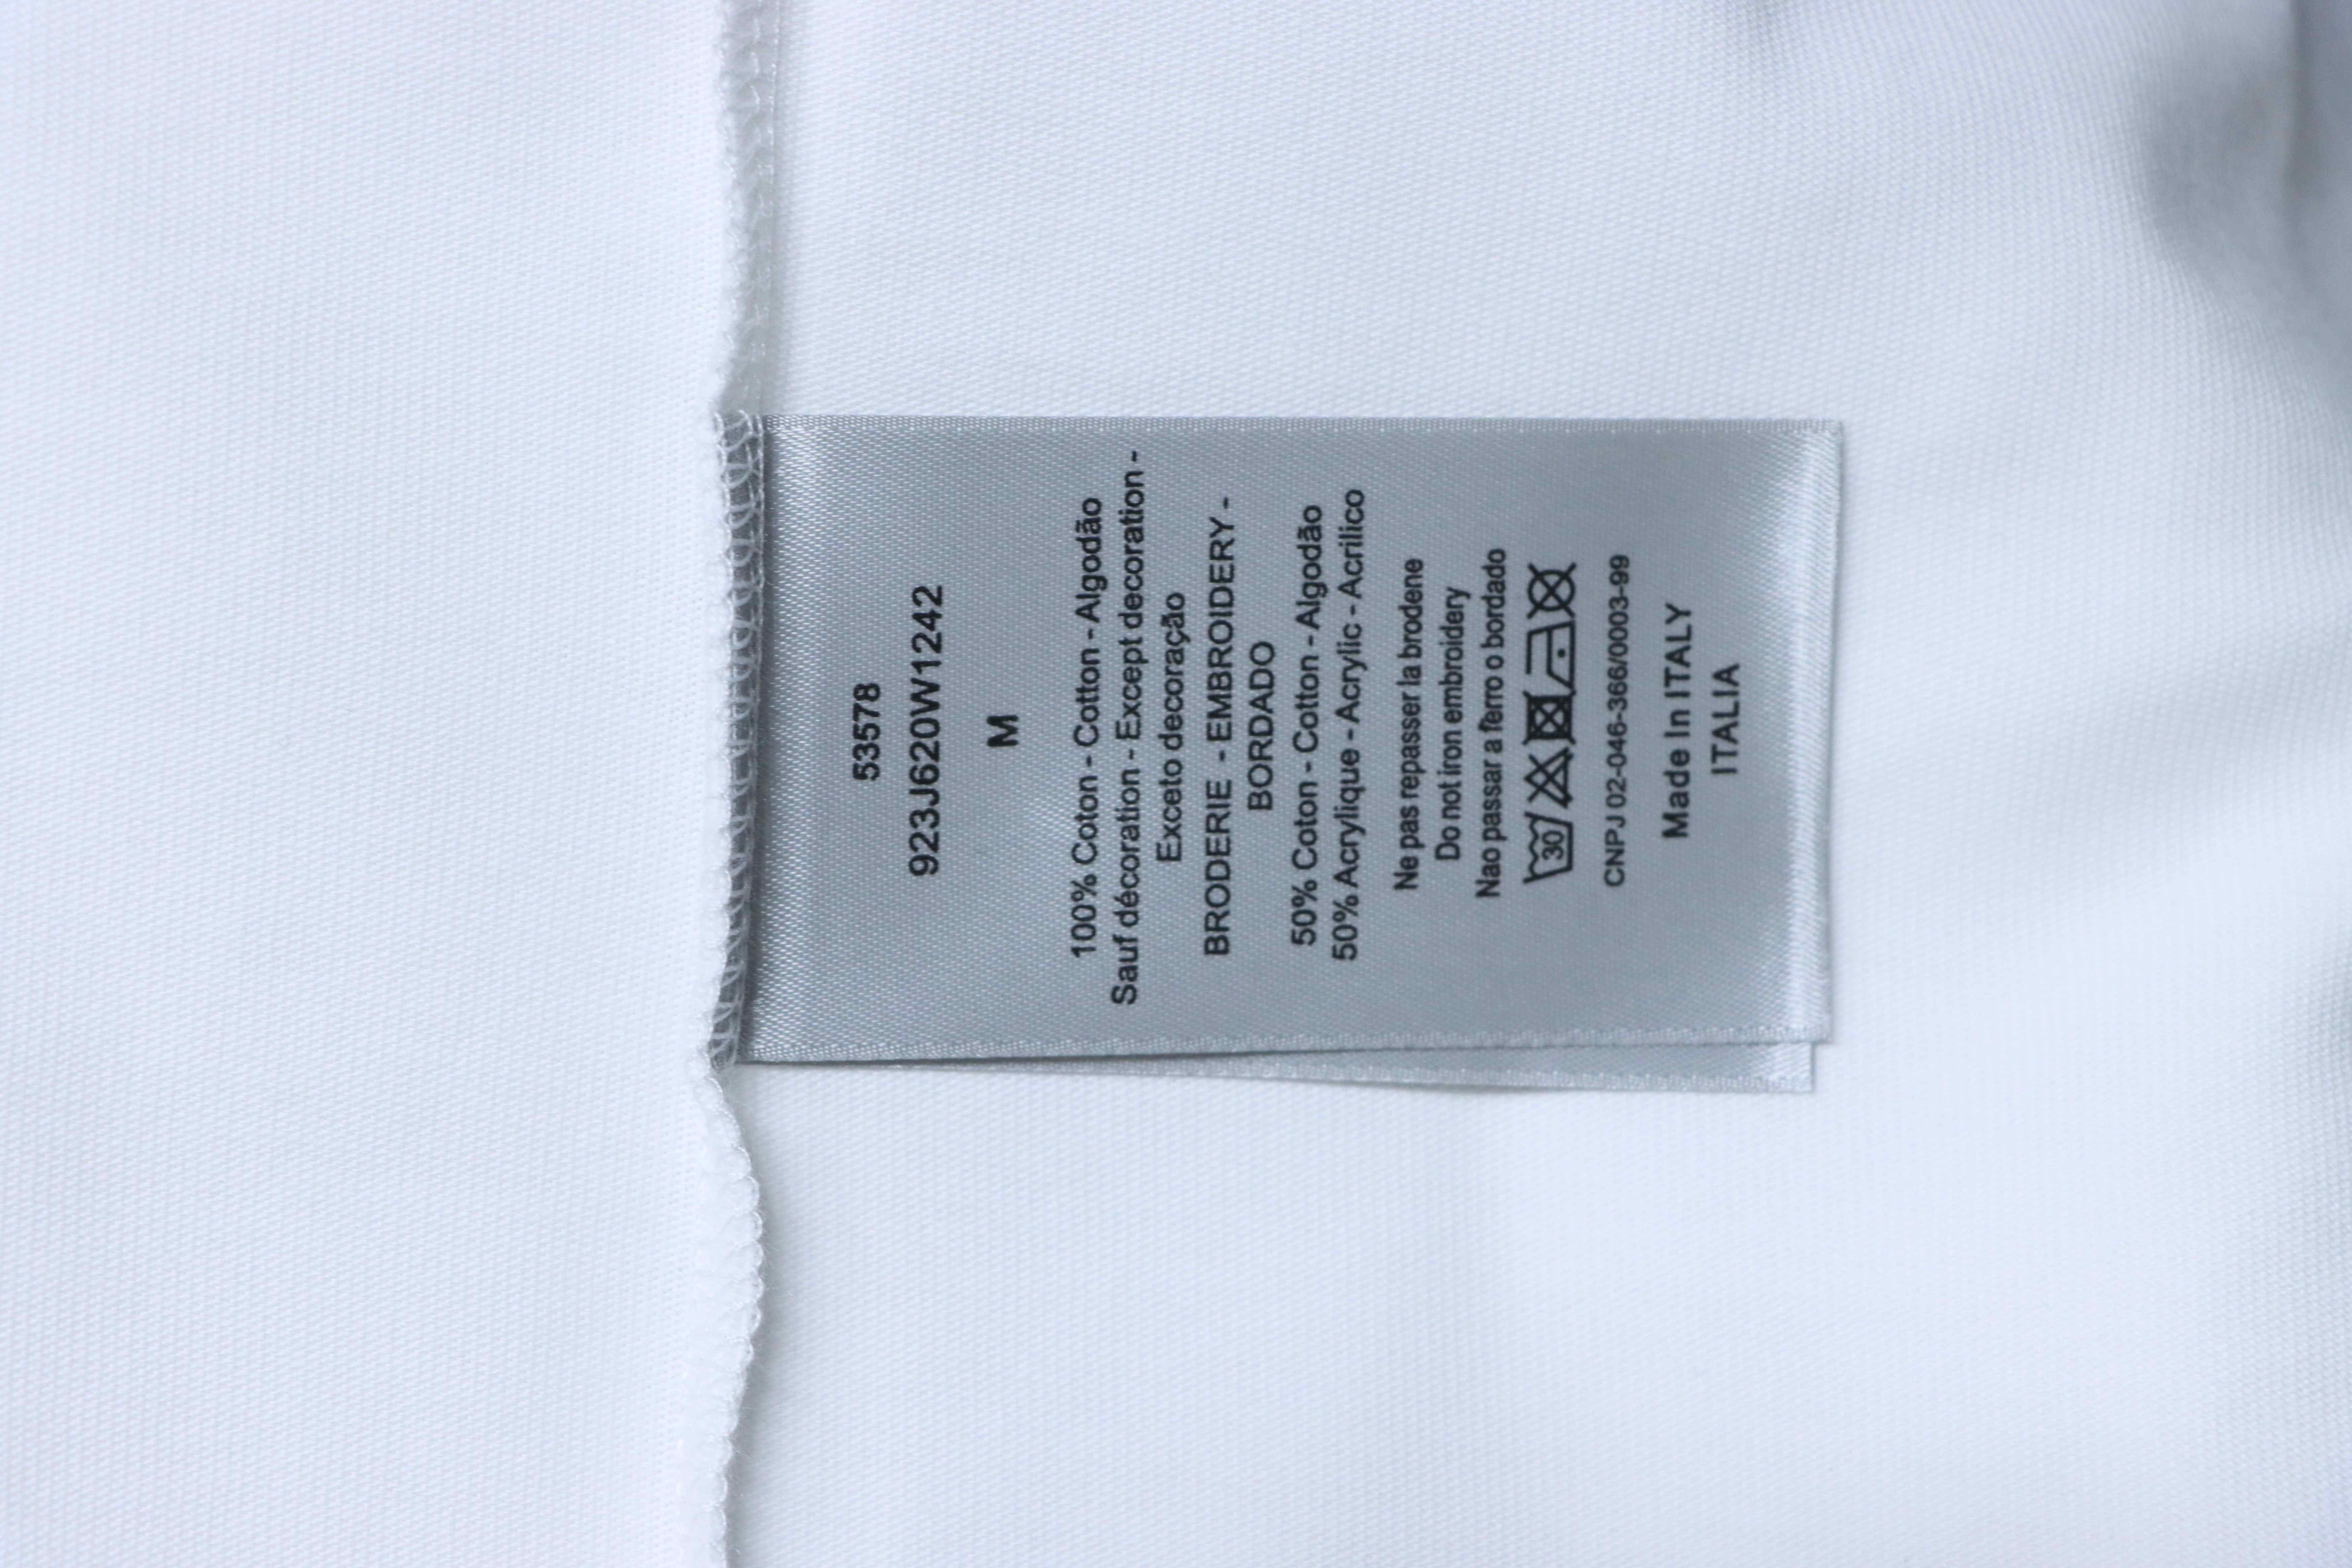 53578
923J620W1242
M
100% Coton - Cotton - Algodão
Sauf décoration - Except decoration -
Exceto decoração
BRODERIE - EMBROIDERY -
BORDADO
50% Coton - Cotton - Algodão
50% Acrylique - Acrylic - Acrilico
Ne pas repasser la brodene
Do not iron embroidery
Nao passar a ferro o bordado
30
CNPJ 02-046-366/0003-99
Made In ITALY
ITALIA